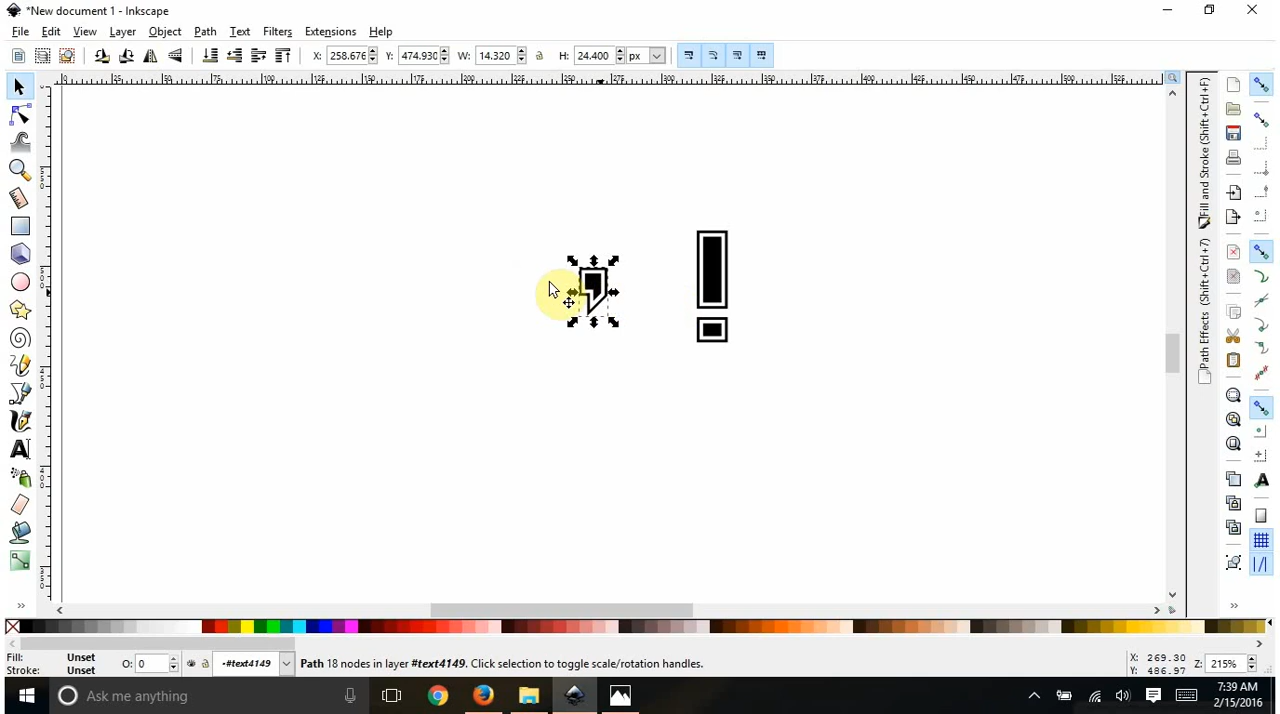 *New document 1 - Inkscape
File Edit View Layer Object Path Text Filters Extensions Help
X: 258.676 Y: 474.930 W: 14.320 H: 24.400 px
Fill and Stroke (Shift+Ctrl+F)
Path Effects (Shift+Ctrl+7)
,
!
Fill: Unset
Stroke: Unset
O: 0
#text4149
Path 18 nodes in layer #text4149. Click selection to toggle scale/rotation handles.
X: 269.30
Y: 486.97
Z: 215%
Ask me anything
7:39 AM
2/15/2016